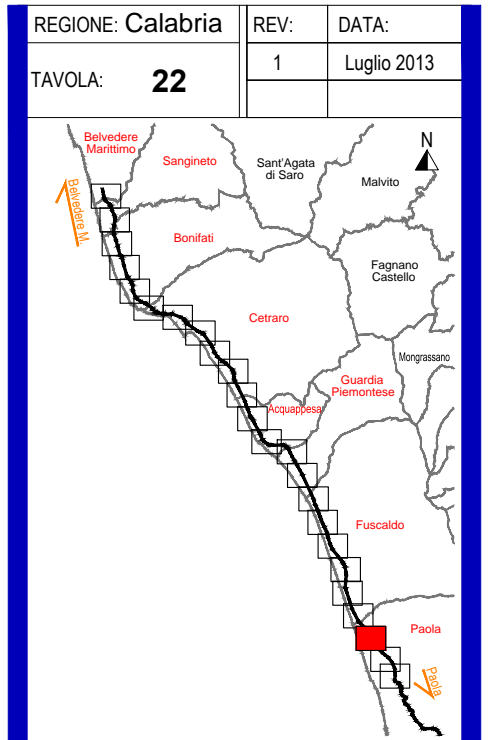 REGIONE: Calabria
REV:
DATA:
TAVOLA: 22
1
Luglio 2013
N
Belvedere
Marittimo
Sangineto
Sant'Agata
di Saro
Malvito
Belvedere M.
Bonifati
Fagnano
Castello
Cetraro
Mongrassano
Guardia
Piemontese
Acquappesa
Fuscaldo
Paola
Paola